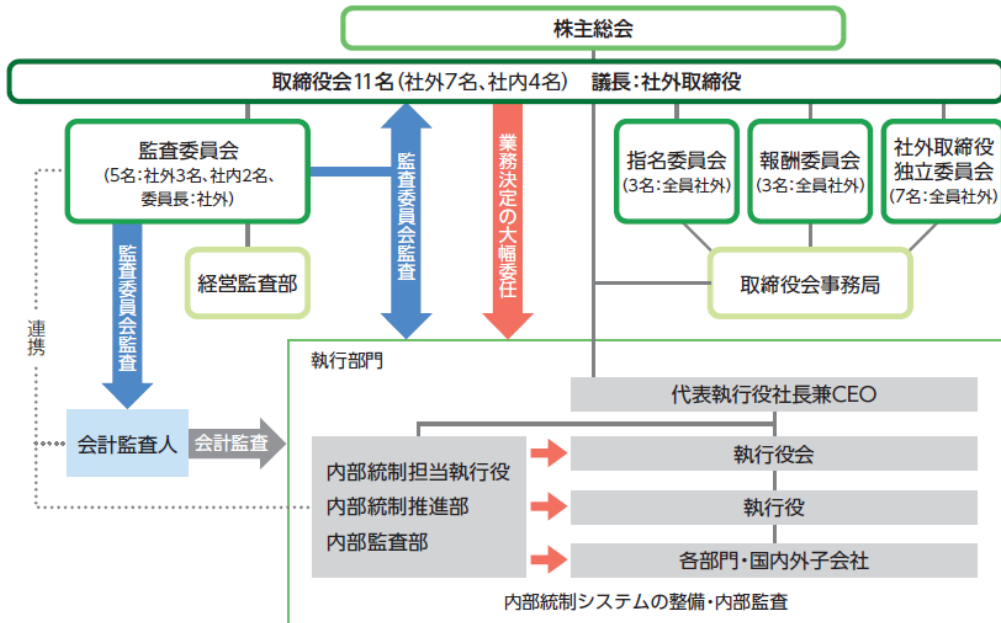 株主総会
取締役会11名(社外7名、社内4名) 議長:社外取締役
監査委員会
(5名:社外3名、社内2名、
委員長:社外)
監査委員会監査
業務決定の大幅委任
指名委員会
(3名:全員社外)
報酬委員会
(3名:全員社外)
社外取締役
独立委員会
(7名:全員社外)
経営監査部
取締役会事務局
監査委員会監査
連携
執行部門
代表執行役社長兼CEO
会計監査人
会計監査
内部統制担当執行役
内部統制推進部
内部監査部
執行役会
執行役
各部門・国内外子会社
内部統制システムの整備・内部監査